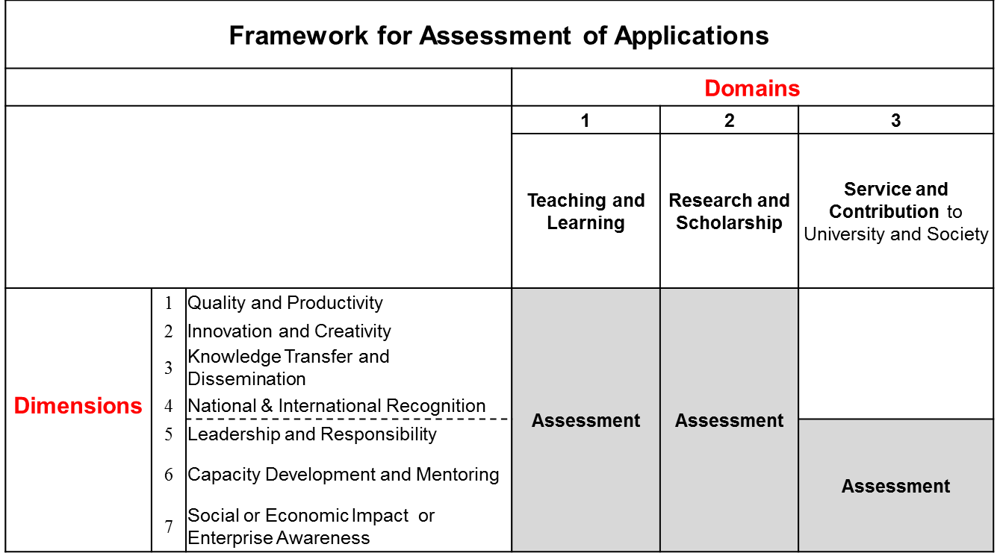 Framework for Assessment of Applications
Domains
1
2
3
Teaching and
Learning
Research and
Scholarship
Service and
Contribution to
University and Society
Dimensions
1
Quality and Productivity
2
Innovation and Creativity
3
Knowledge Transfer and
Dissemination
4
National & International Recognition
5
Leadership and Responsibility
6
Capacity Development and Mentoring
7
Social or Economic Impact or
Enterprise Awareness
Assessment
Assessment
Assessment